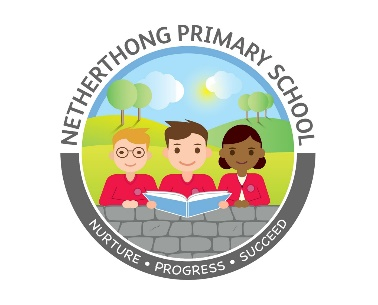 NETHERTHONG PRIMARY SCHOOL
NURTURE • PROGRESS • SUCCEED